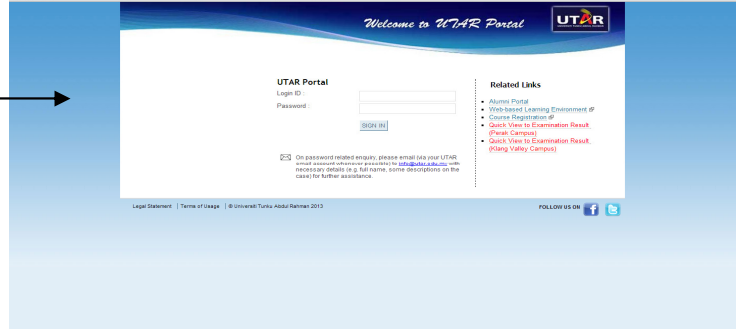 Welcome to UTAR Portal
UTAR
UTAR Portal
Login ID :
Password :
SIGN IN
On password related enquiry, please email (via your UTAR
email account whenever possible) to info@utar.edu.my with
necessary details (e.g. full name, some descriptions on the
case) for further assistance.
Related Links
Alumni Portal
Web-based Learning Environment
Course Registration
Quick View to Examination Result
(Perak Campus)
Quick View to Examination Result
(Klang Valley Campus)
Legal Statement | Terms of Usage | © Universiti Tunku Abdul Rahman 2013
FOLLOW US ON